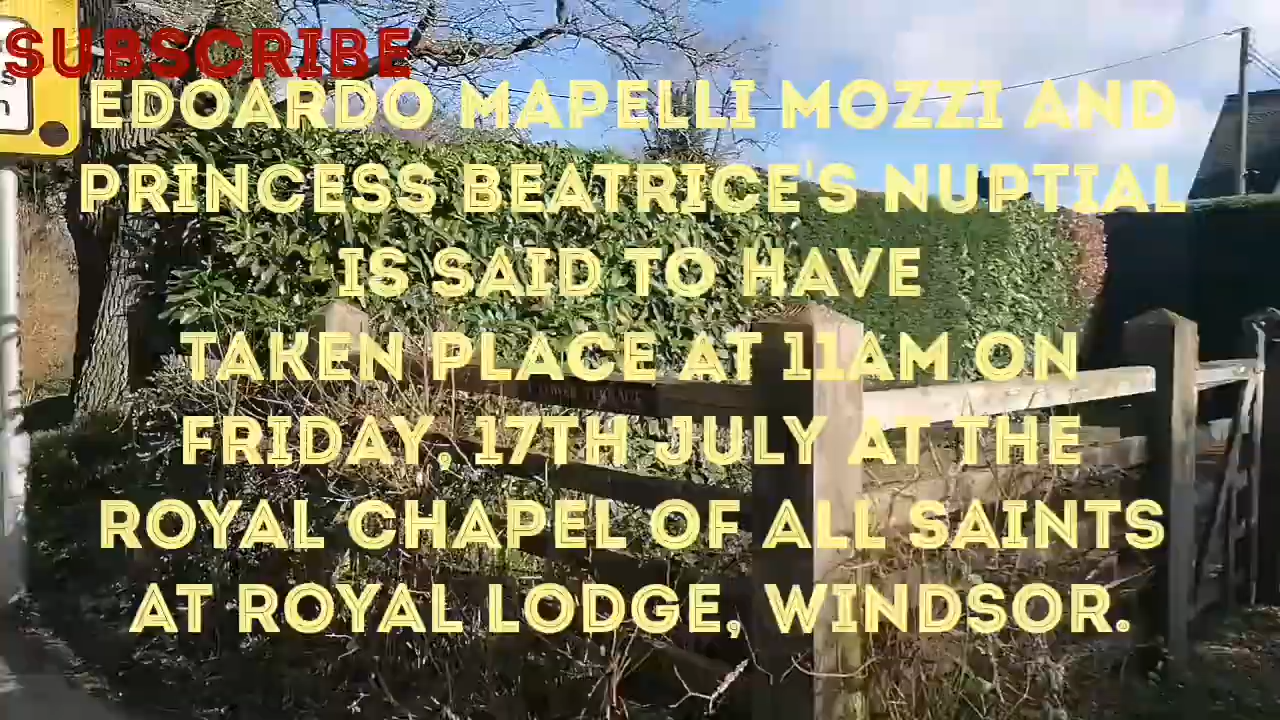 SUBSCRIBE
EDOARDO MAPELLI MOZZI AND
PRINCESS BEATRICE'S NUPTIAL
IS SAID TO HAVE
TAKEN PLACE AT 11AM ON
FRIDAY, 17TH JULY AT THE
ROYAL CHAPEL OF ALL SAINTS
AT ROYAL LODGE, WINDSOR.